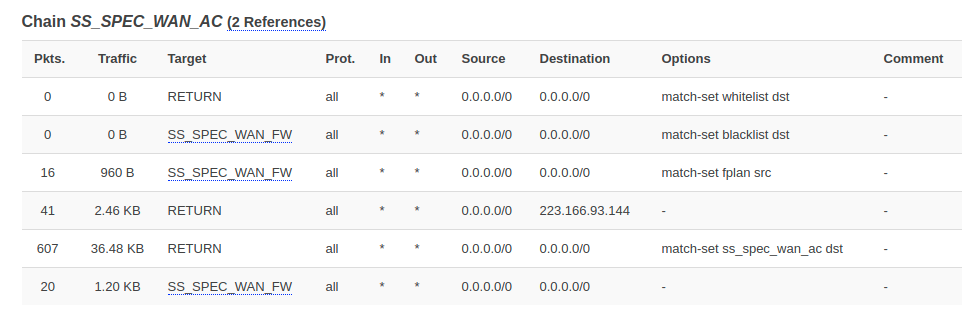 Chain SS_SPEC_WAN_AC (2 References)
Pkts. Traffic Target Prot. In Out Source Destination Options Comment
0 0 B RETURN all * * 0.0.0.0/0 0.0.0.0/0 match-set whitelist dst -
0 0 B SS_SPEC_WAN_FW all * * 0.0.0.0/0 0.0.0.0/0 match-set blacklist dst -
16 960 B SS_SPEC_WAN_FW all * * 0.0.0.0/0 0.0.0.0/0 match-set fplan src -
41 2.46 KB RETURN all * * 0.0.0.0/0 223.166.93.144 - -
607 36.48 KB RETURN all * * 0.0.0.0/0 0.0.0.0/0 match-set ss_spec_wan_ac dst -
20 1.20 KB SS_SPEC_WAN_FW all * * 0.0.0.0/0 0.0.0.0/0 - -